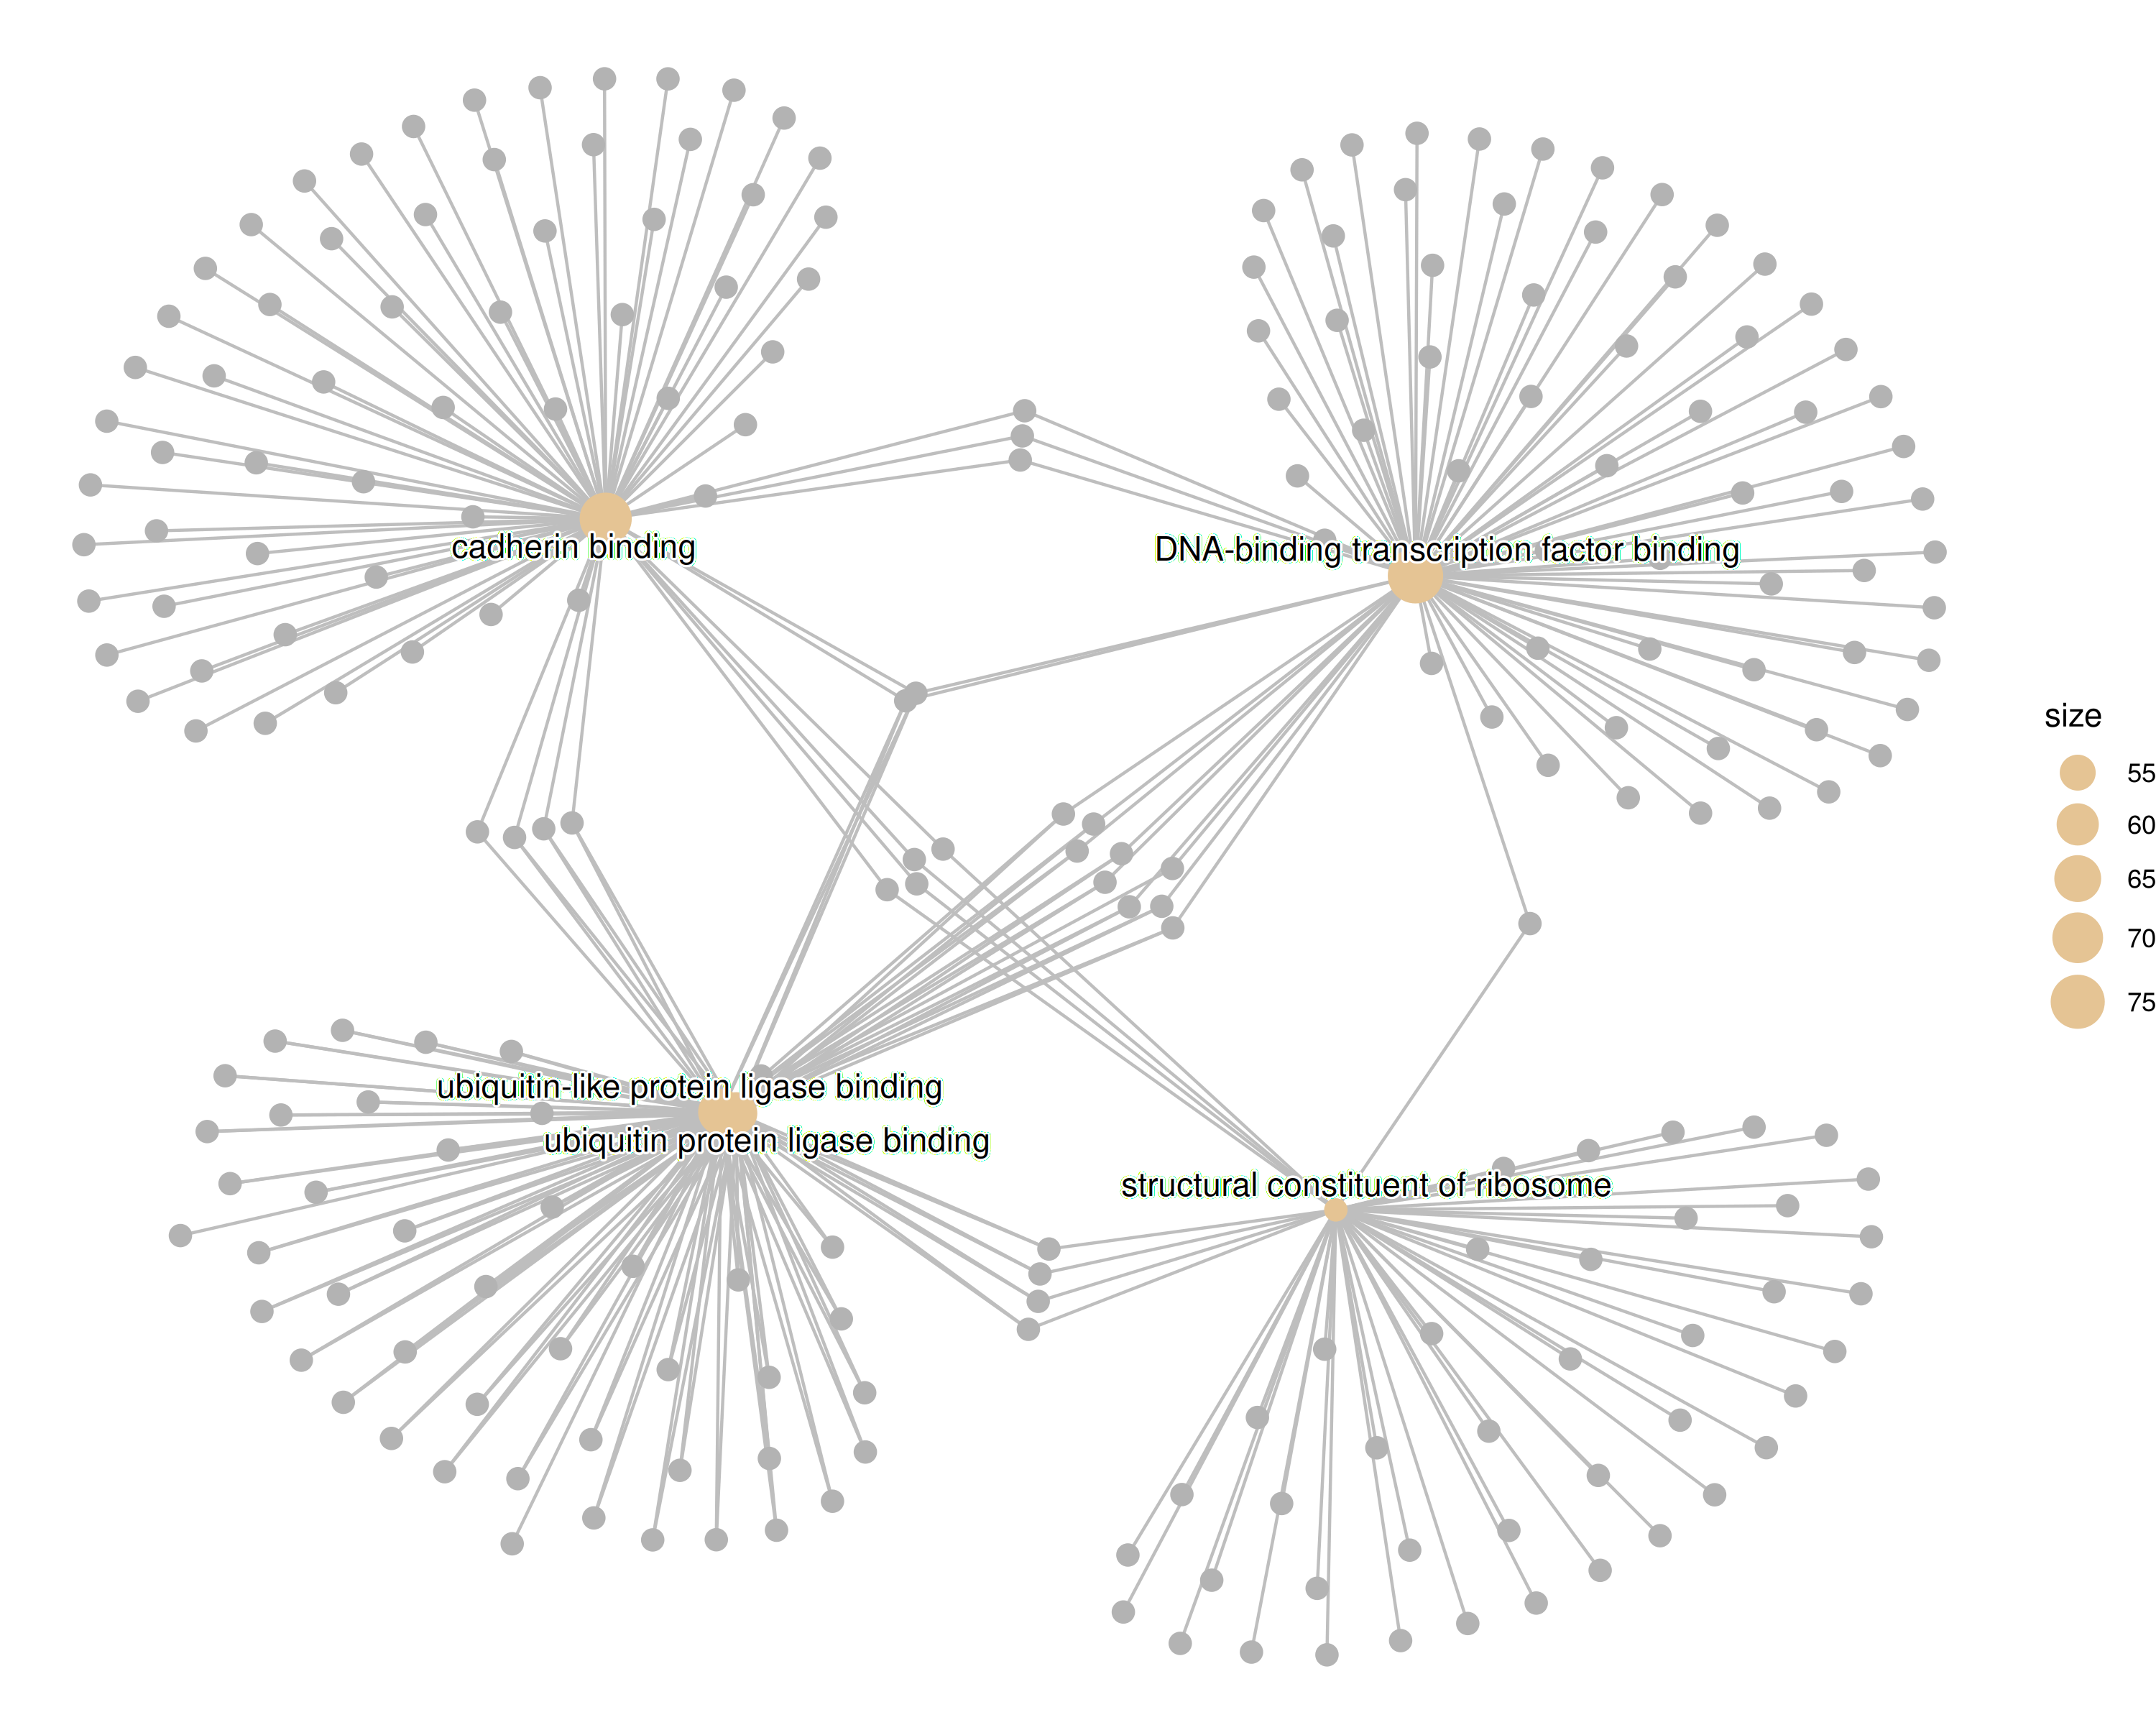 cadherin binding
DNA-binding transcription factor binding
ubiquitin-like protein ligase binding
ubiquitin protein ligase binding
structural constituent of ribosome
size
55
60
65
70
75